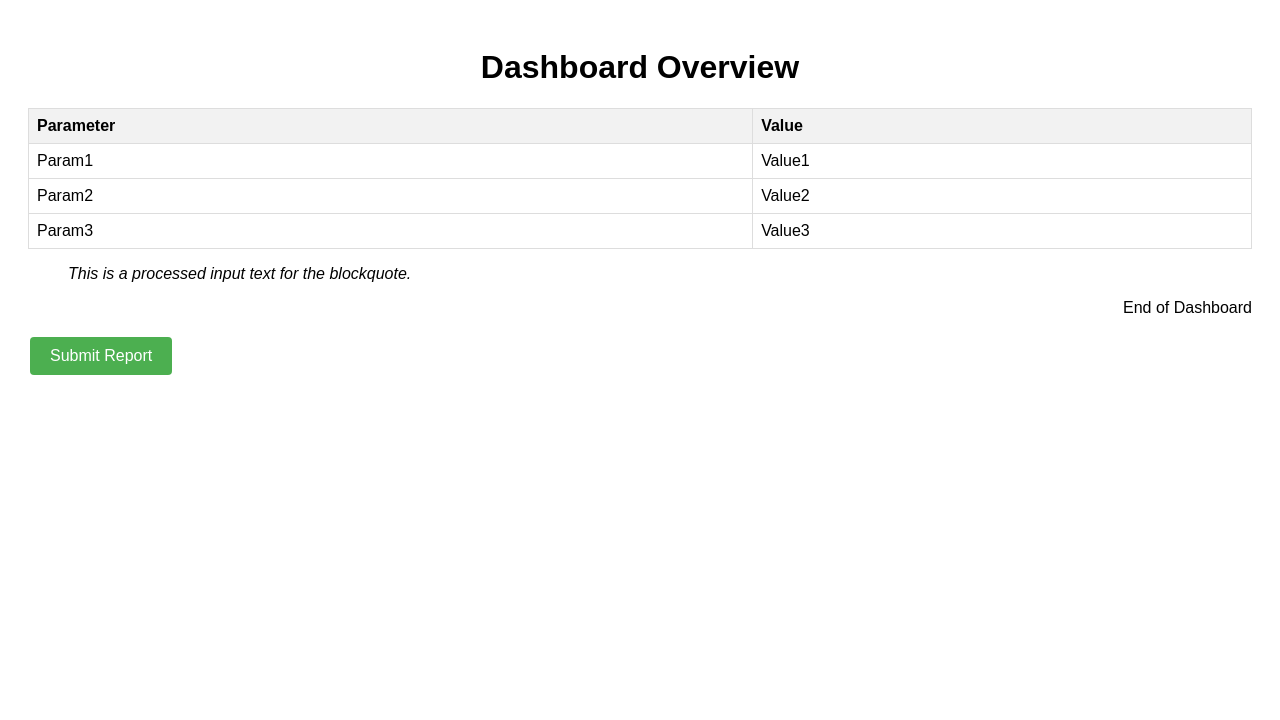 Dashboard Overview
Parameter Value
Param1 Value1
Param2 Value2
Param3 Value3
This is a processed input text for the blockquote.
End of Dashboard
Submit Report